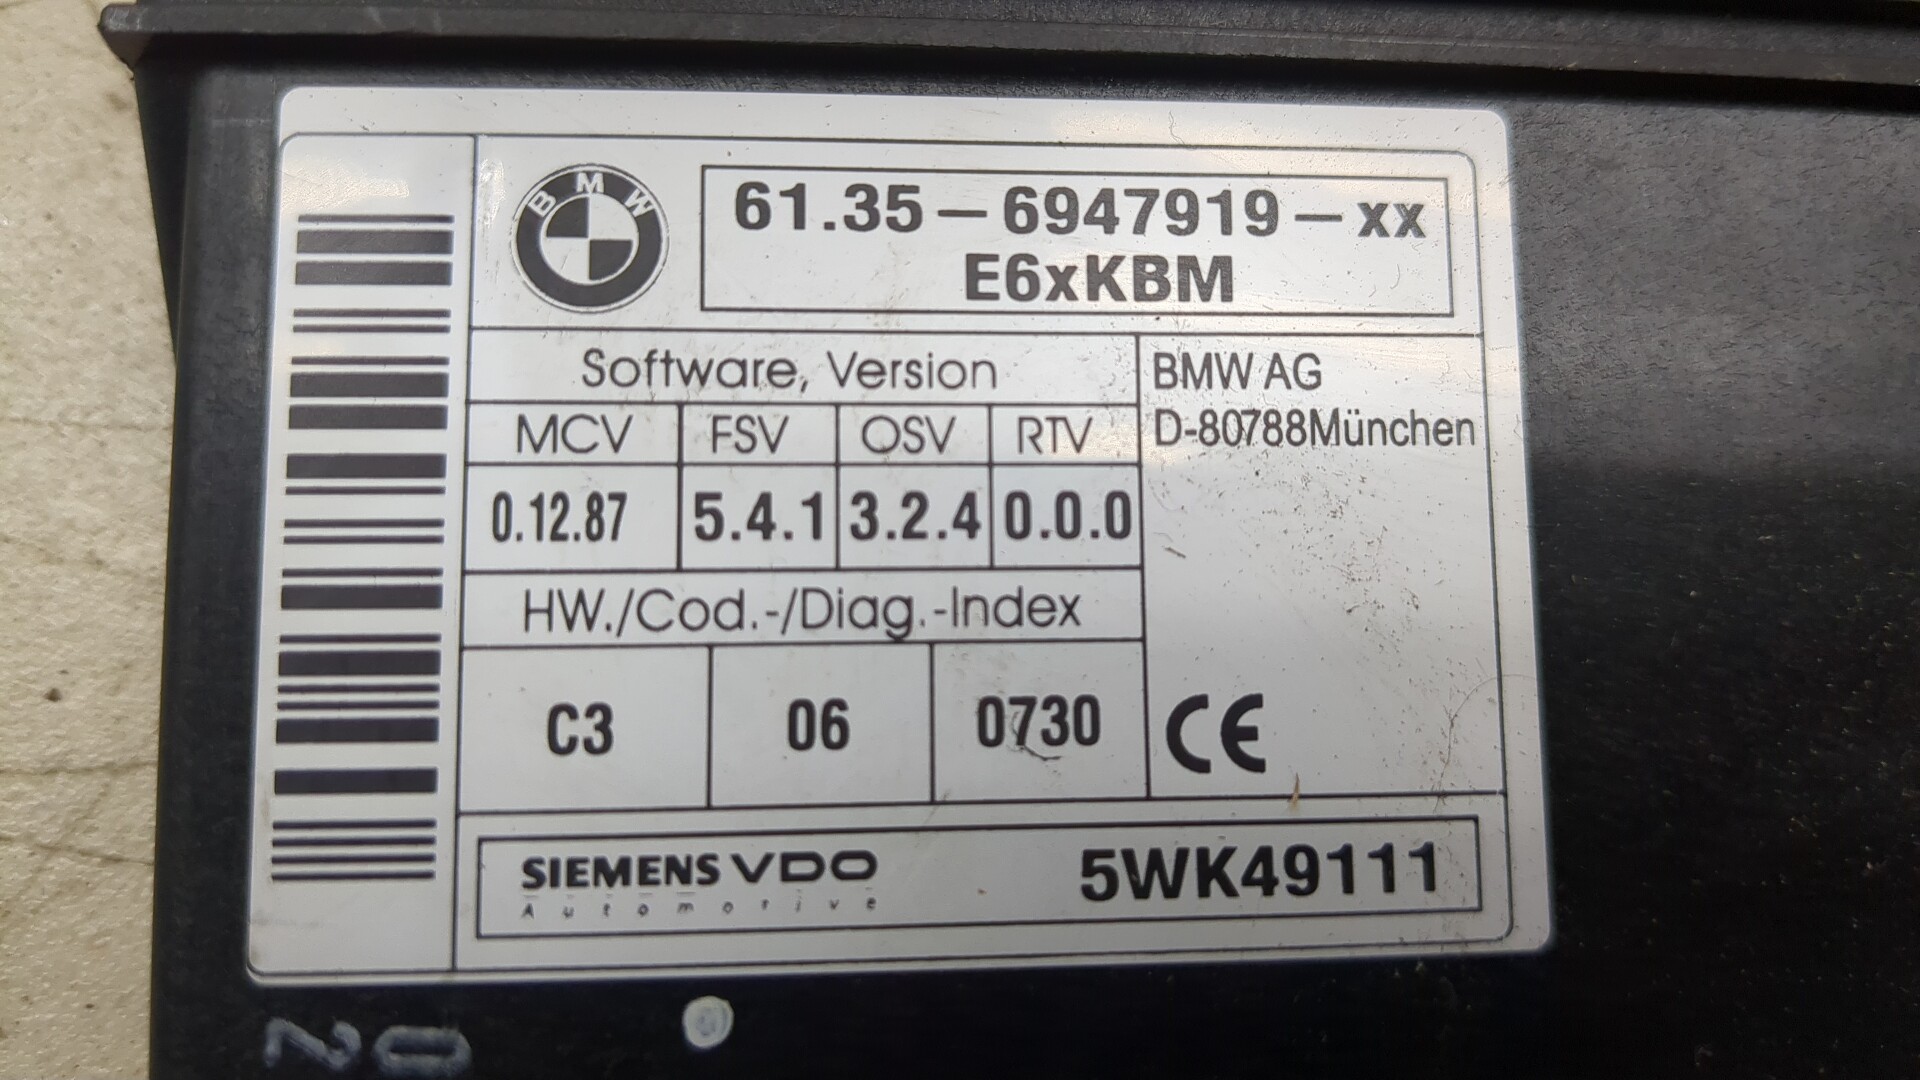 BMW
61.35-6947919-xx
E6xKBM
Software, Version
MCV FSV OSV RTV
0.12.87 5.4.1 3.2.4 0.0.0
BMW AG
D-80788München
HW./Cod.-/Diag.-Index
C3 06 0730
CE
SIEMENS VDO 5WK49111
Automotive
20